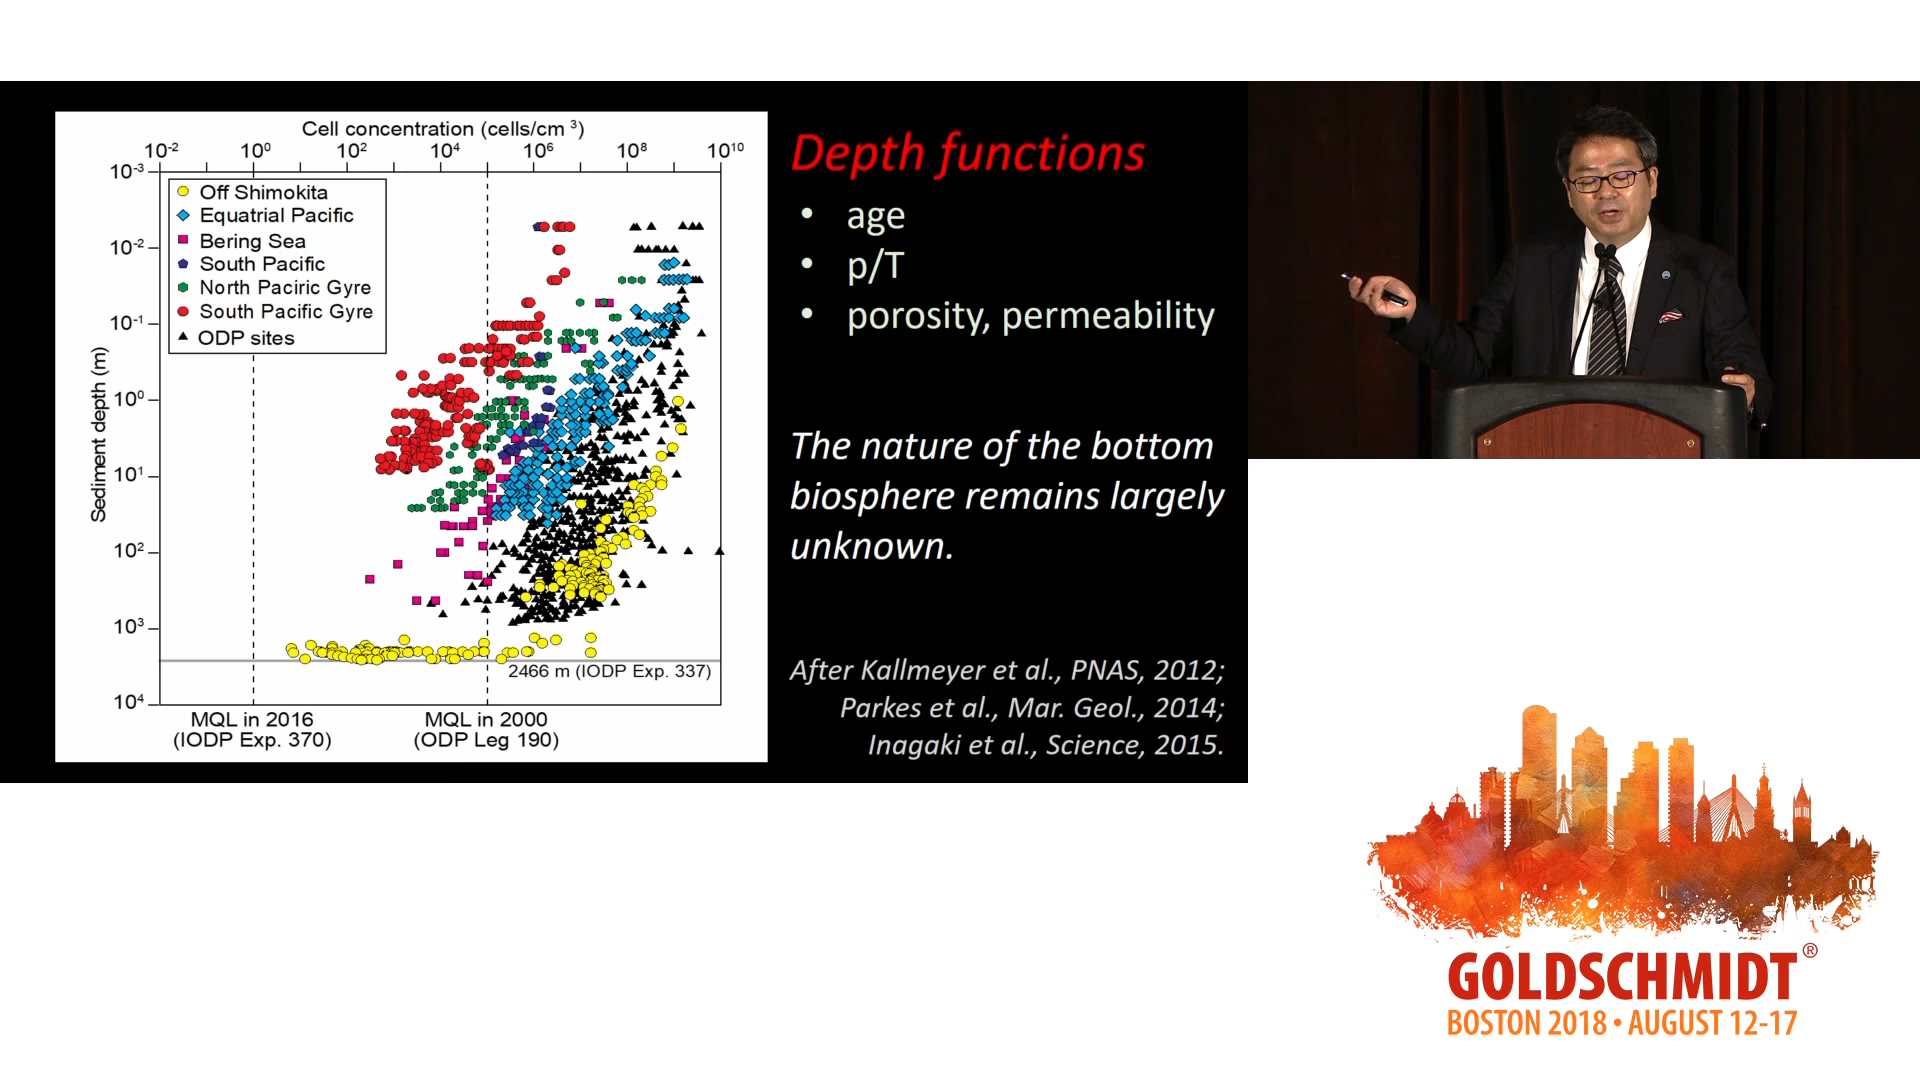 Cell concentration (cells/cm ³)
10⁻² 10⁰ 10² 10⁴ 10⁶ 10⁸ 10¹⁰
10⁻³
10⁻²
10⁻¹
10⁰
10¹
10²
10³
10⁴
Sediment depth (m)
Off Shimokita
Equatrial Pacific
Bering Sea
South Pacific
North Paciric Gyre
South Pacific Gyre
ODP sites
2466 m (IODP Exp. 337)
MQL in 2016
(IODP Exp. 370)
MQL in 2000
(ODP Leg 190)
Depth functions
• age
• p/T
• porosity, permeability
The nature of the bottom
biosphere remains largely
unknown.
After Kallmeyer et al., PNAS, 2012;
Parkes et al., Mar. Geol., 2014;
Inagaki et al., Science, 2015.
GOLDSCHMIDT®
BOSTON 2018 • AUGUST 12-17